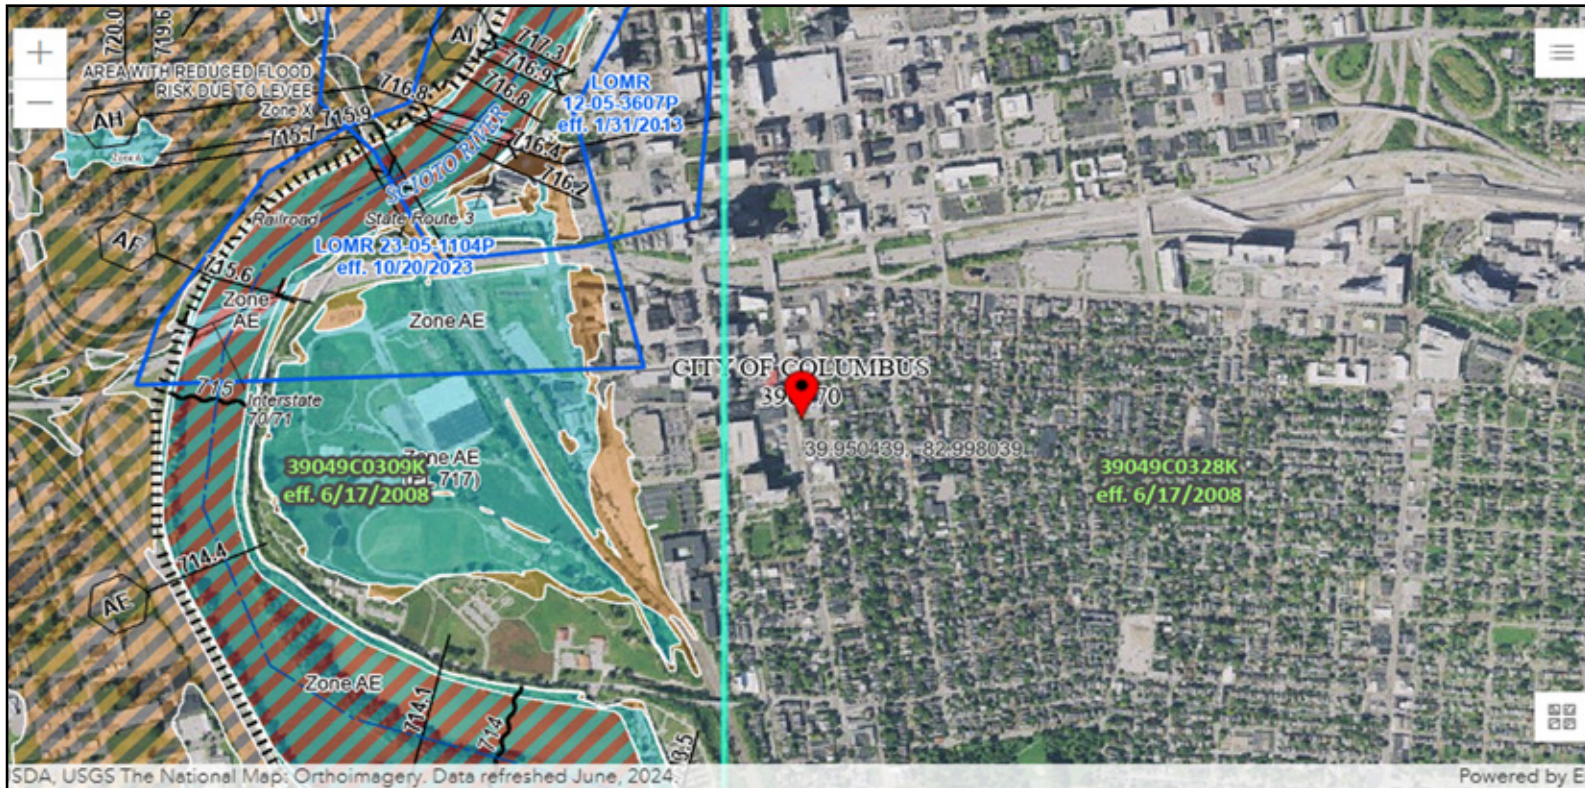 720.0
719.6
AREA WITH REDUCED FLOOD
RISK DUE TO LEVEE
Zone X
AH
AI
717.3
716.9
716.8
716.8
715.9
715.7
LOMR
12-05-3607P
eff. 1/31/2013
716.4
716.2
SCIOTO RIVER
Railroad
State Route 3
AF
LOMR 23-05-1104P
eff. 10/20/2023
715.6
Zone
AE
Zone AE
CITY OF COLUMBUS
715
Interstate
70/71
39.950439, -82.998039
Zone AE
(EL 717)
39049C0309K
eff. 6/17/2008
39049C0328K
eff. 6/17/2008
714.4
AE
Zone AE
714.1
714
SDA, USGS The National Map: Orthoimagery. Data refreshed June, 2024.
Powered by E